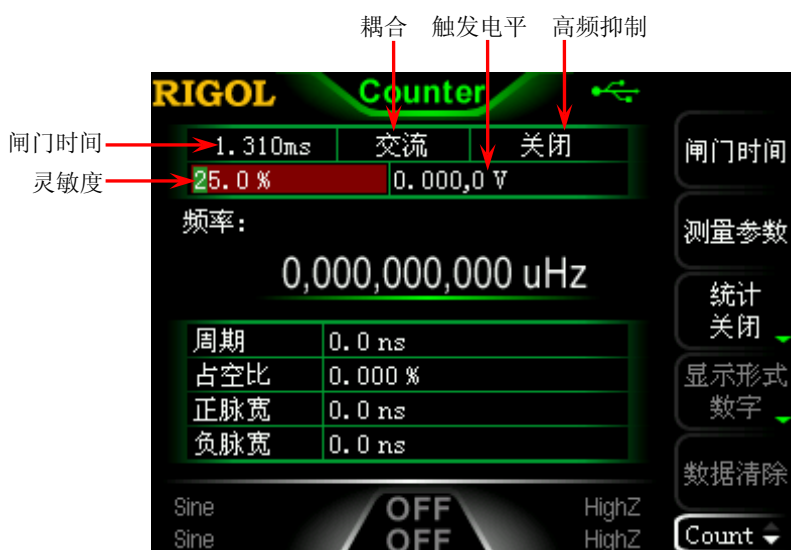 耦合 触发电平 高频抑制
RIGOL Counter
闸门时间 1.310ms 交流 关闭 闸门时间
灵敏度 25.0 % 0.000,0 V
频率: 测量参数
0,000,000,000 uHz
统计
关闭
周期 0.0 ns
占空比 0.000 % 显示形式
正脉宽 0.0 ns 数字
负脉宽 0.0 ns
数据清除
Sine OFF HighZ
Sine OFF HighZ Count